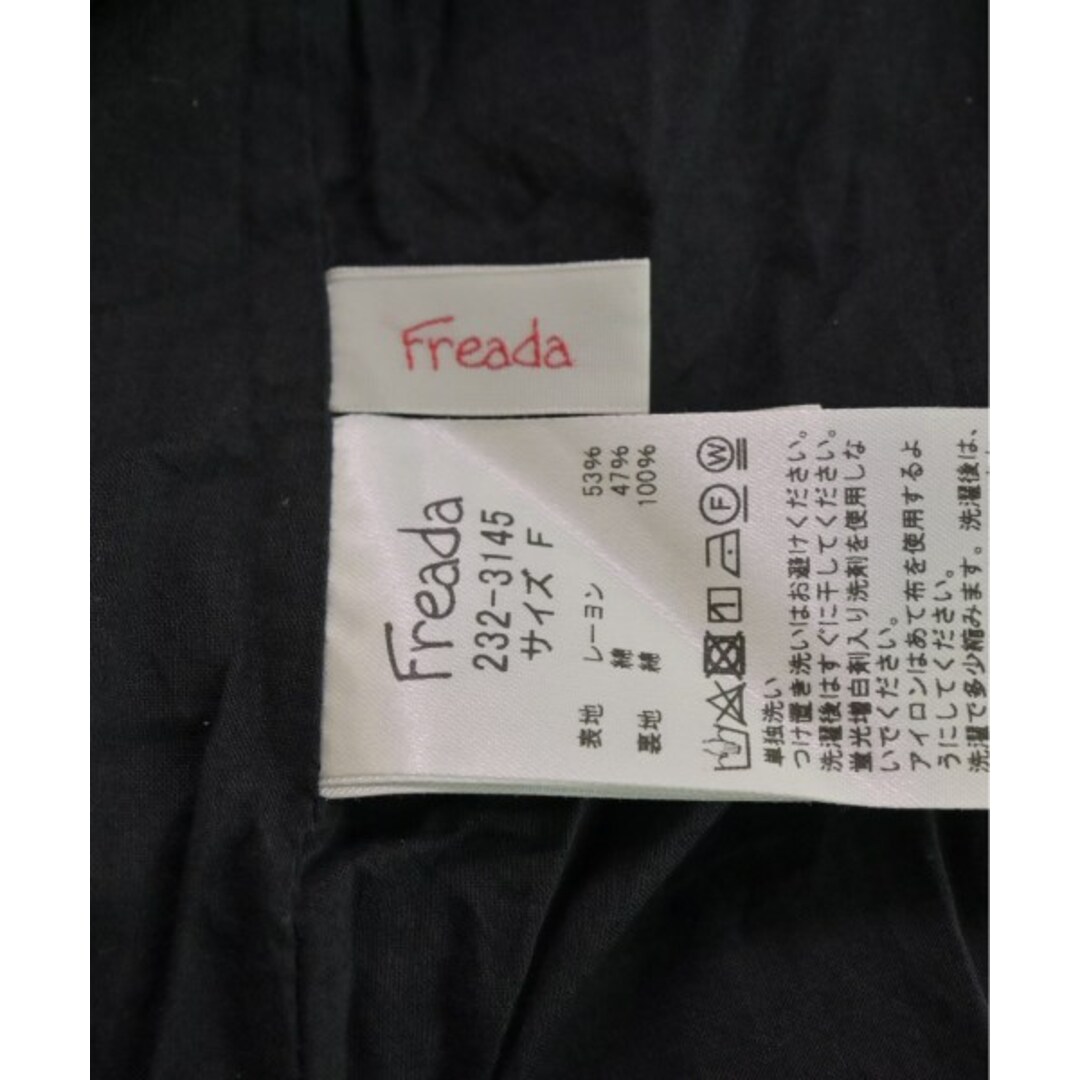 Freada
Freada
232-3145
サイズ F
表地 レーヨン 53%
綿 47%
裏地 綿 100%
単独洗い
つけ置き洗いはお避けください。
洗濯後はすぐに干してください。
蛍光増白剤入り洗剤を使用しな
いでください。
アイロンはあて布を使用するよ
うにしてください。
洗濯で多少縮みます。洗濯後は、